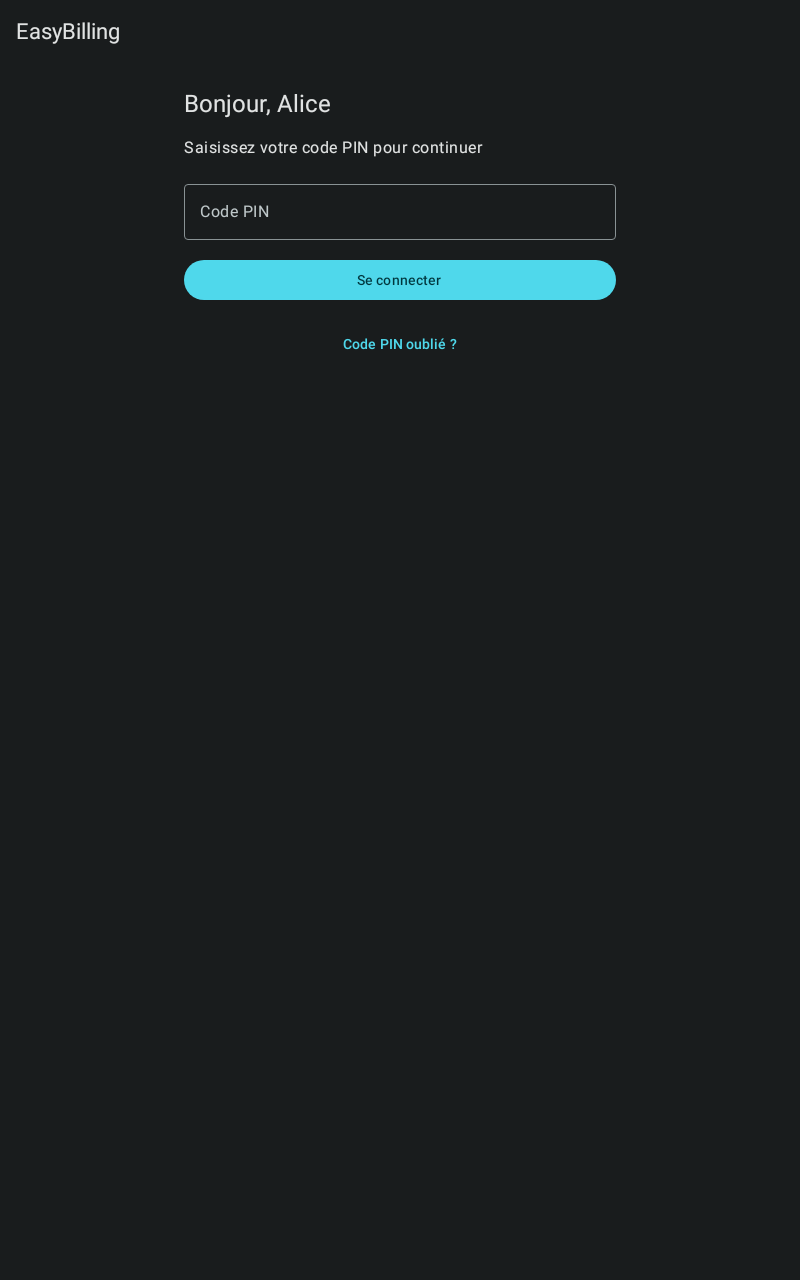 EasyBilling
Bonjour, Alice
Saisissez votre code PIN pour continuer
Code PIN
Se connecter
Code PIN oublié ?